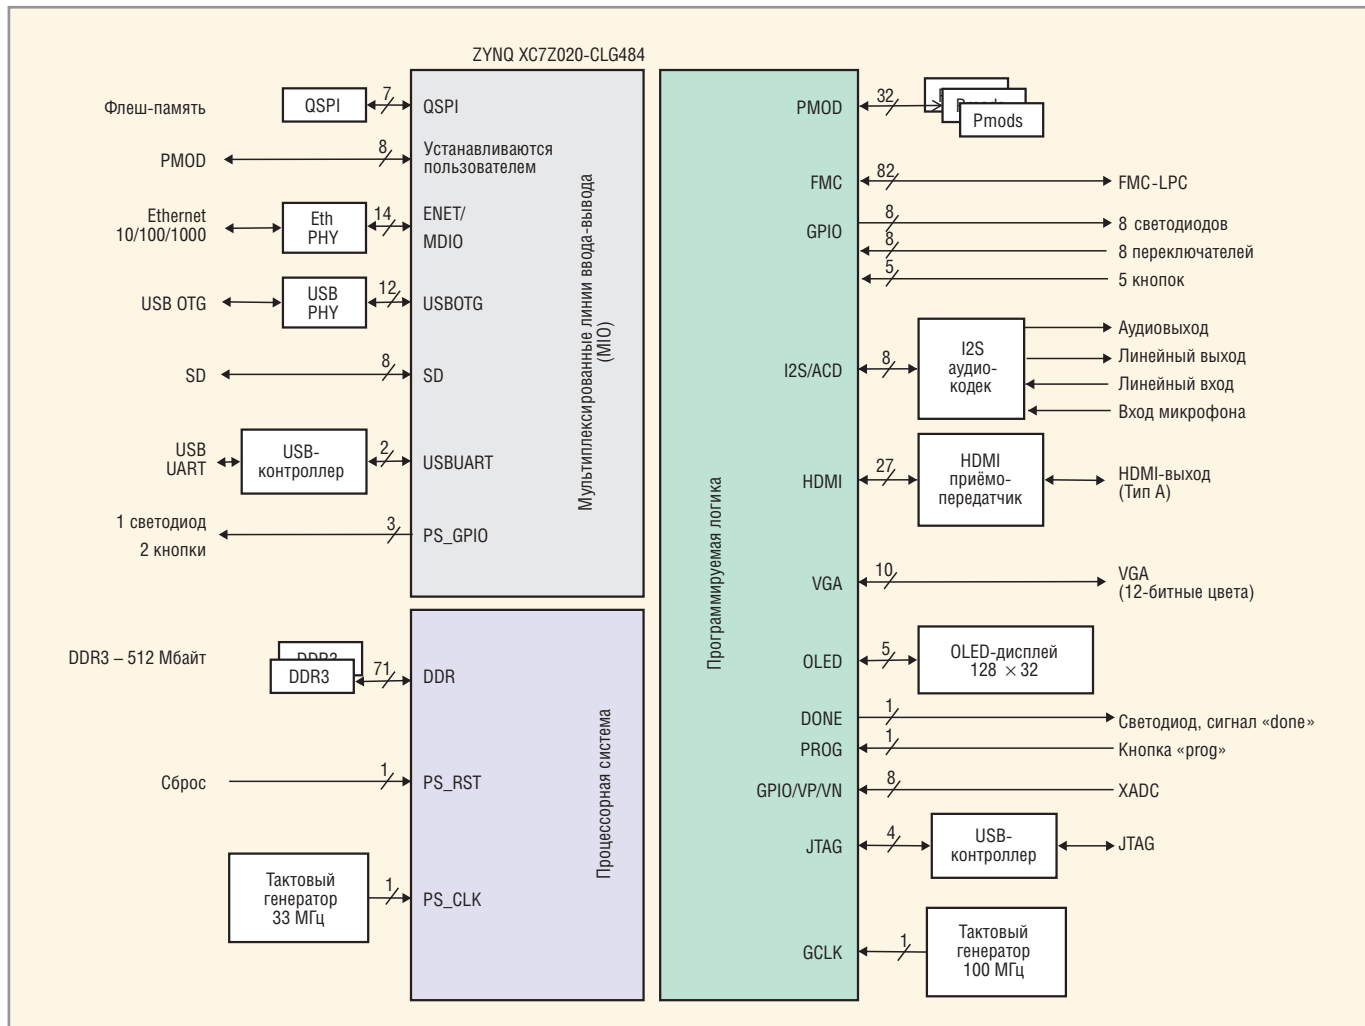 ZYNQ XC7Z020-CLG484
Флеш-память
QSPI
7
QSPI
PMOD
8
Устанавливаются
пользователем
Ethernet
10/100/1000
Eth
PHY
14
ENET/
MDIO
USB OTG
USB
PHY
12
USBOTG
SD
8
SD
USB
UART
USB-
контроллер
2
USBUART
1 светодиод
2 кнопки
3
PS_GPIO
Мультиплексированные линии ввода-вывода
(MIO)
DDR3 – 512 Мбайт
DDR3
DDR3
71
DDR
Сброс
1
PS_RST
Тактовый
генератор
33 МГц
1
PS_CLK
Процессорная система
Программируемая логика
PMOD
32
Pmods
Pmods
FMC
82
FMC-LPC
GPIO
8
8 светодиодов
8
8 переключателей
5
5 кнопок
I2S/ACD
8
I2S
аудио-
кодек
Аудиовыход
Линейный выход
Линейный вход
Вход микрофона
HDMI
27
HDMI
приёмо-
передатчик
HDMI-выход
(Тип А)
VGA
10
VGA
(12-битные цвета)
OLED
5
OLED-дисплей
128 × 32
DONE
1
Светодиод, сигнал «done»
PROG
1
Кнопка «prog»
GPIO/VP/VN
8
XADC
JTAG
4
USB-
контроллер
JTAG
GCLK
1
Тактовый
генератор
100 МГц